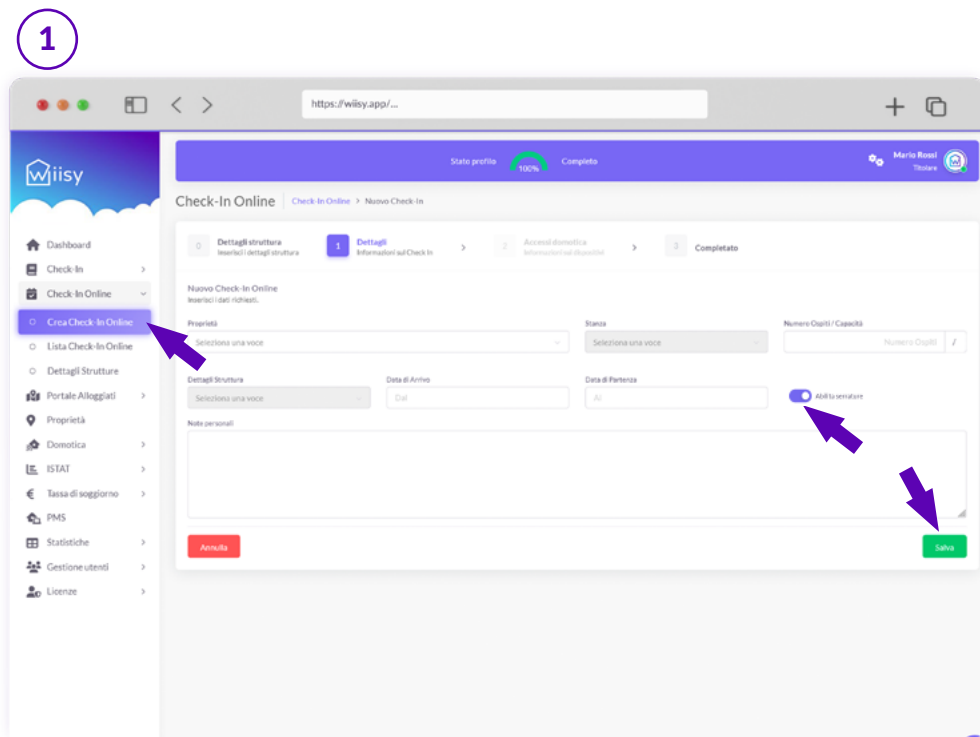 1
https://wiisy.app/...
Wiisy
Stato profilo 100% Completo
Mario Rossi
Titolare
Check-In Online Check-In Online > Nuovo Check-In
Dashboard
Check-In
Check-In Online
Crea Check-In Online
Lista Check-In Online
Dettagli Strutture
Portale Alloggiati
Proprietà
Domotica
ISTAT
Tassa di soggiorno
PMS
Statistiche
Gestione utenti
Licenze
0 Dettagli struttura
Inserisci i dettagli struttura
1 Dettagli
Informazioni sul Check In
2 Accessi domotica
Informazioni sui dispositivi
3 Completato
Nuovo Check-In Online
Inserisci i dati richiesti.
Proprietà Stanza Numero Ospiti / Capacità
Seleziona una voce Seleziona una voce Numero Ospiti /
Dettagli Struttura Data di Arrivo Data di Partenza
Seleziona una voce Dal Al Abilita serrature
Note personali
Annulla Salva